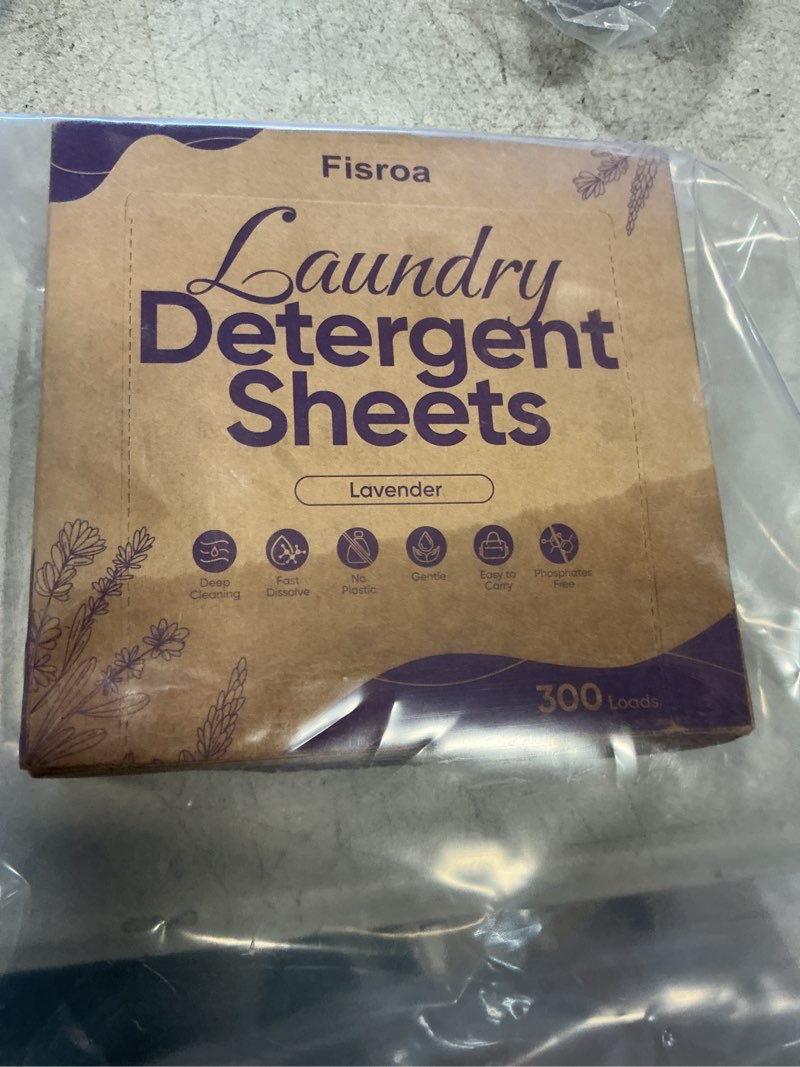 Fisroa
Laundry
Detergent
Sheets
Lavender
Deep
Cleaning
Fast
Dissolve
No
Plastic
Gentle
Easy to
Carry
Phosphates
Free
300 Loads